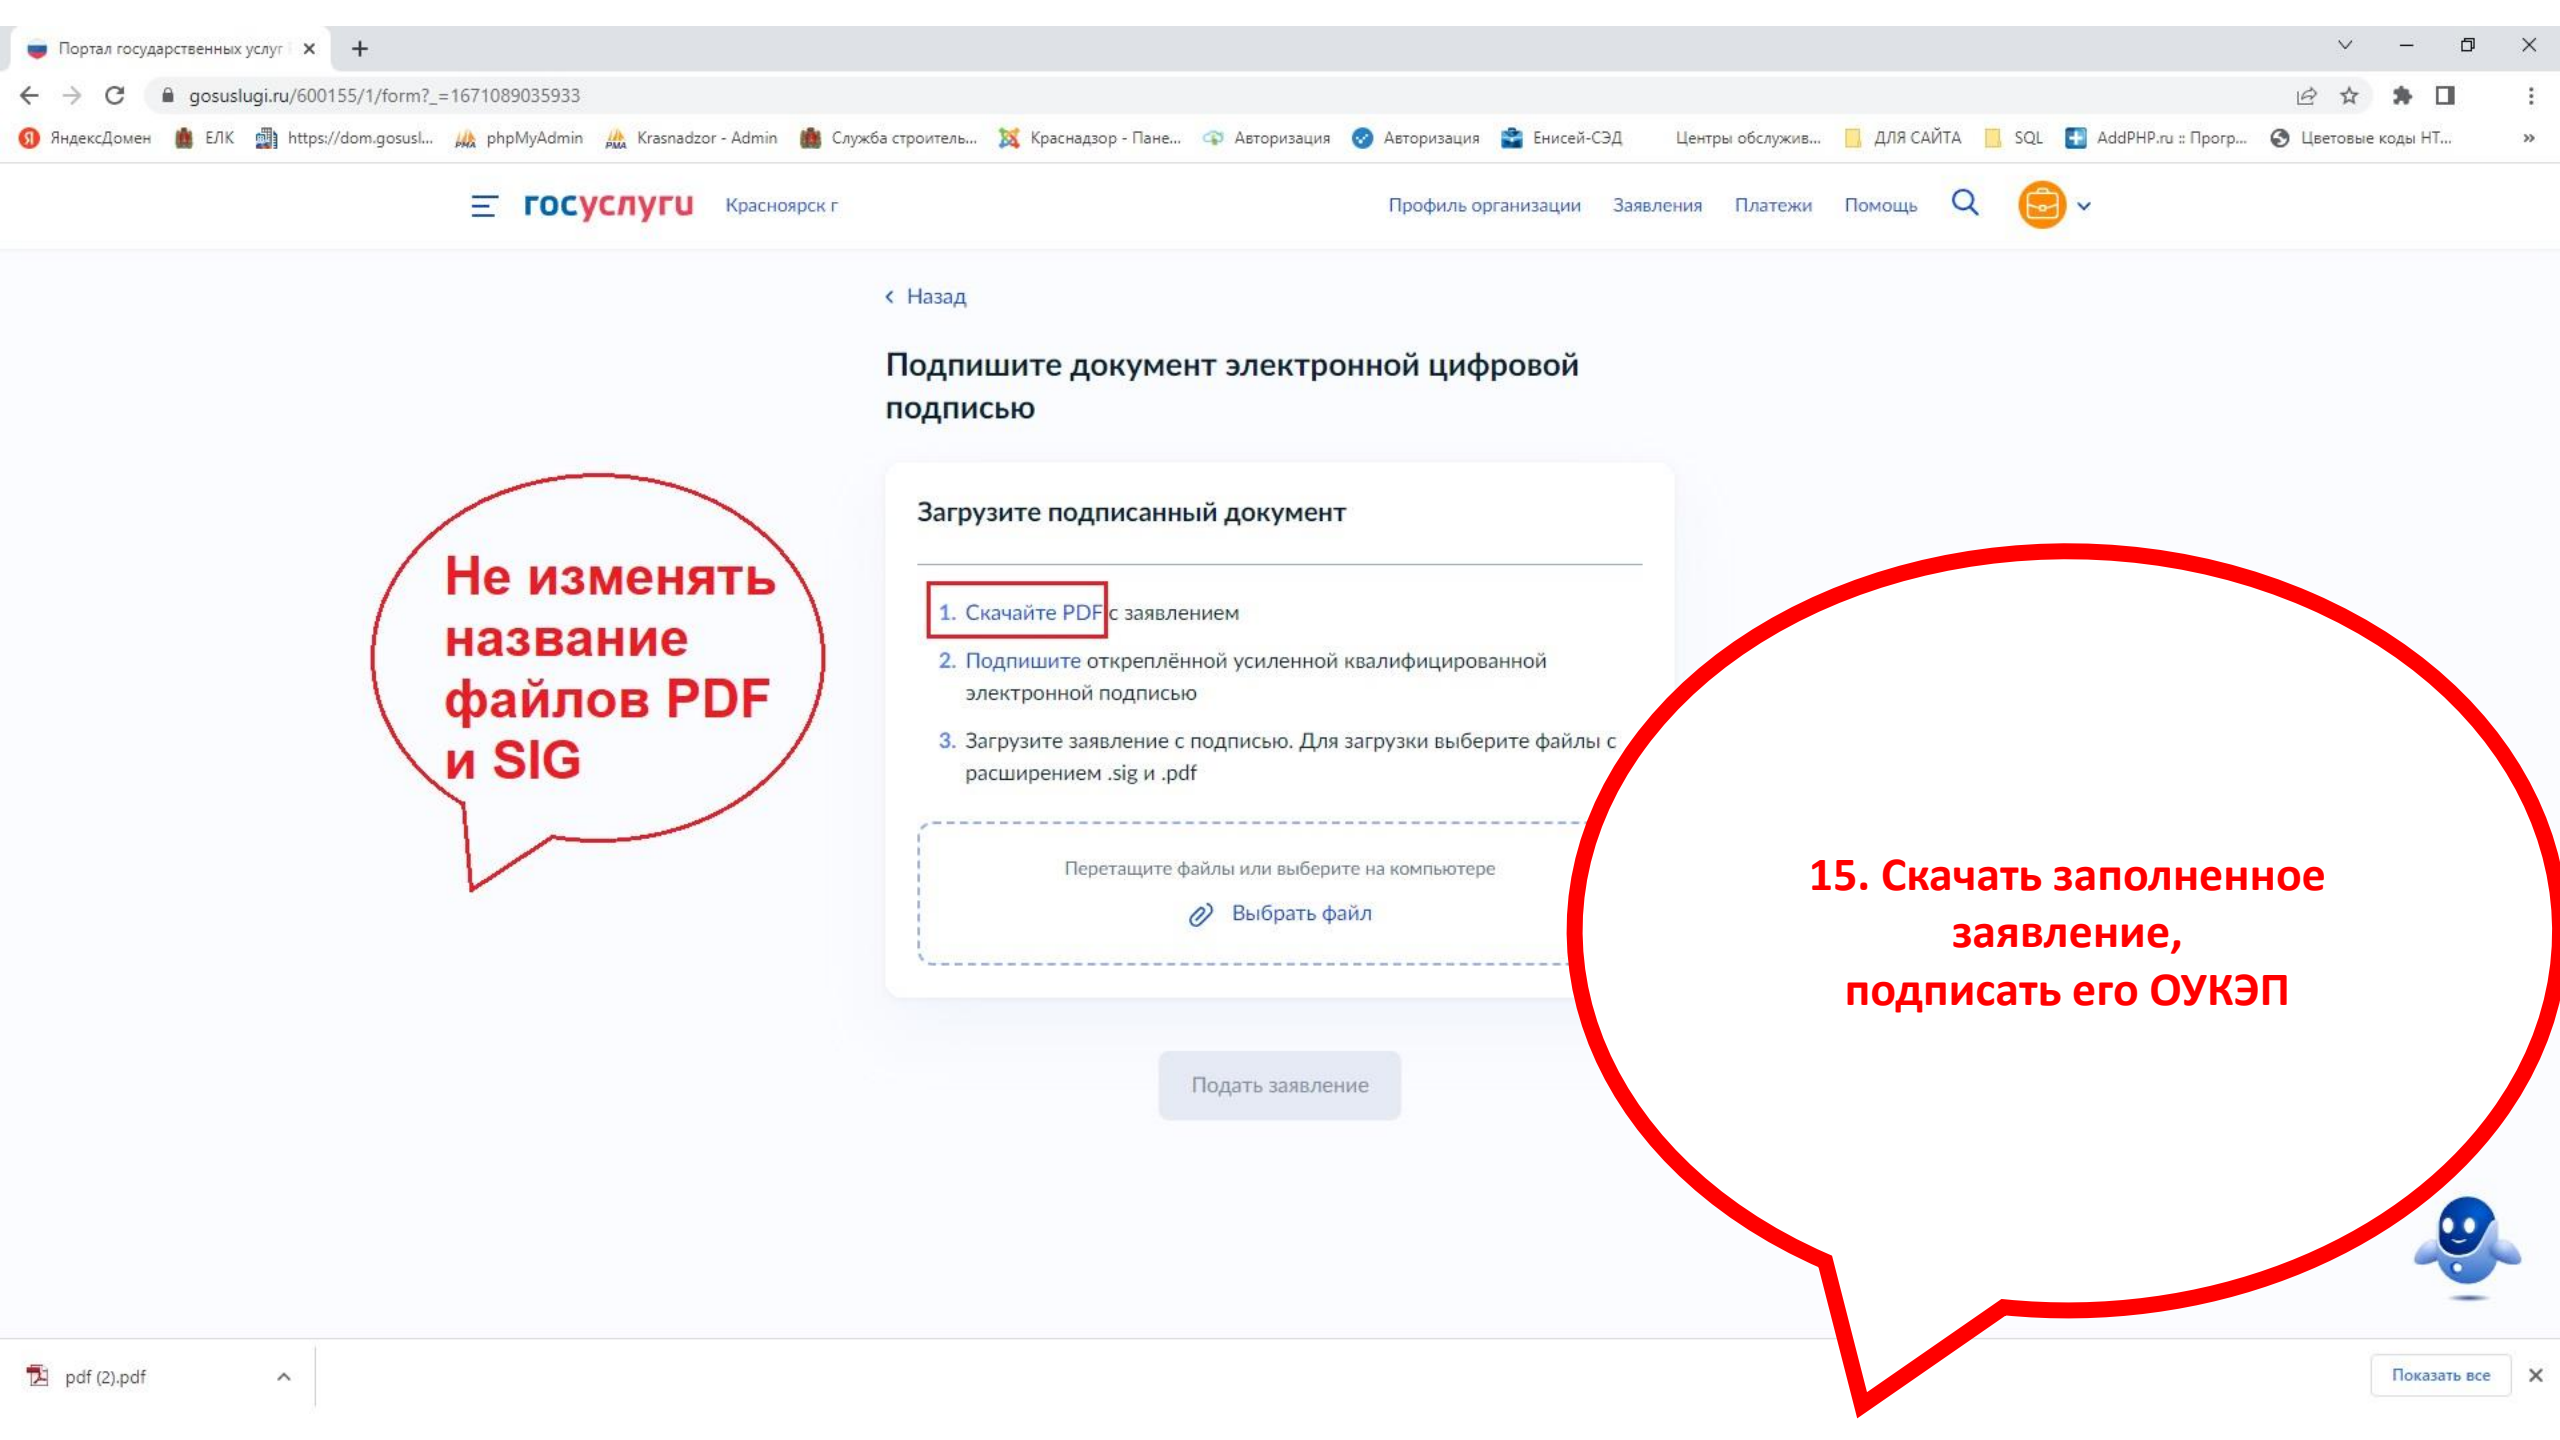 Портал государственных услуг
gosuslugi.ru/600155/1/form?_=1671089035933
ЯндексДомен ЕЛК https://dom.gosusl... phpMyAdmin Krasnadzor - Admin Служба строитель... Краснадзор - Пане... Авторизация Авторизация Енисей-СЭД Центры обслужив... ДЛЯ САЙТА SQL AddPHP.ru :: Прогр... Цветовые коды HT... »
госуслуги Красноярск г Профиль организации Заявления Платежи Помощь
Назад
Подпишите документ электронной цифровой
подписью
Загрузите подписанный документ
1. Скачайте PDF с заявлением
2. Подпишите откреплённой усиленной квалифицированной
электронной подписью
3. Загрузите заявление с подписью. Для загрузки выберите файлы с
расширением .sig и .pdf
Перетащите файлы или выберите на компьютере
Выбрать файл
Подать заявление
Не изменять
название
файлов PDF
и SIG
15. Скачать заполненное
заявление,
подписать его ОУКЭП
pdf (2).pdf
Показать все